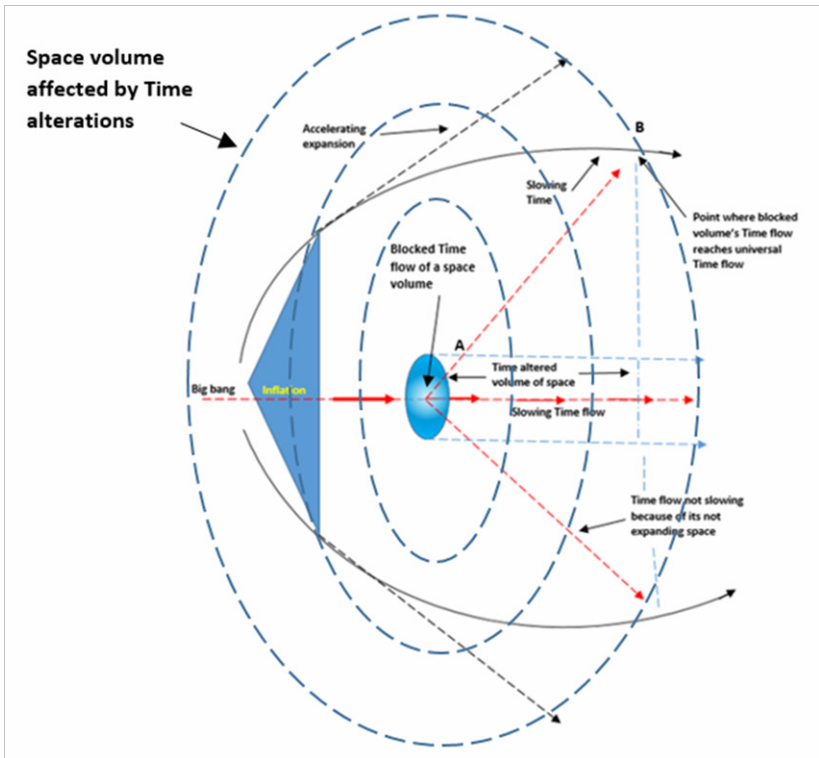 Space volume
affected by Time
alterations
Accelerating
expansion
B
Slowing
Time
Point where blocked
volume's Time flow
reaches universal
Time flow
Blocked Time
flow of a space
volume
A
Time altered
volume of space
Big bang
Inflation
Slowing Time flow
Time flow not slowing
because of its not
expanding space